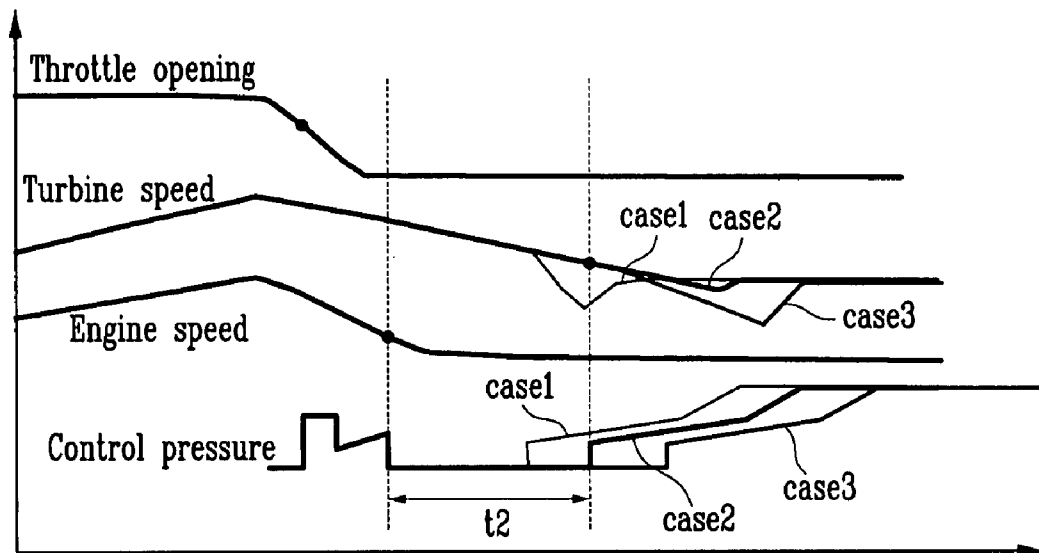 Throttle opening
Turbine speed
case1
case2
Engine speed
case3
case1
Control pressure
case3
case2
t2